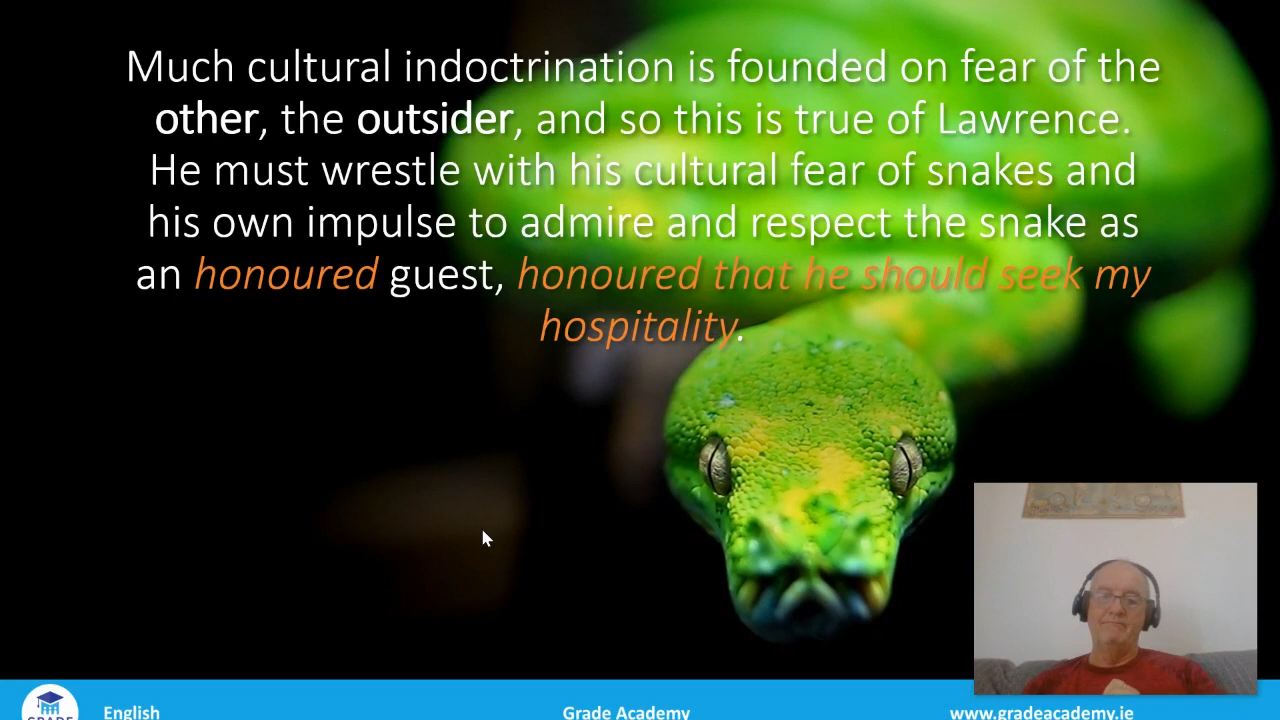 Much cultural indoctrination is founded on fear of the
other, the outsider, and so this is true of Lawrence.
He must wrestle with his cultural fear of snakes and
his own impulse to admire and respect the snake as
an honoured guest, honoured that he should seek my
hospitality.
GRADE
English
Grade Academy
www.gradeacademy.ie